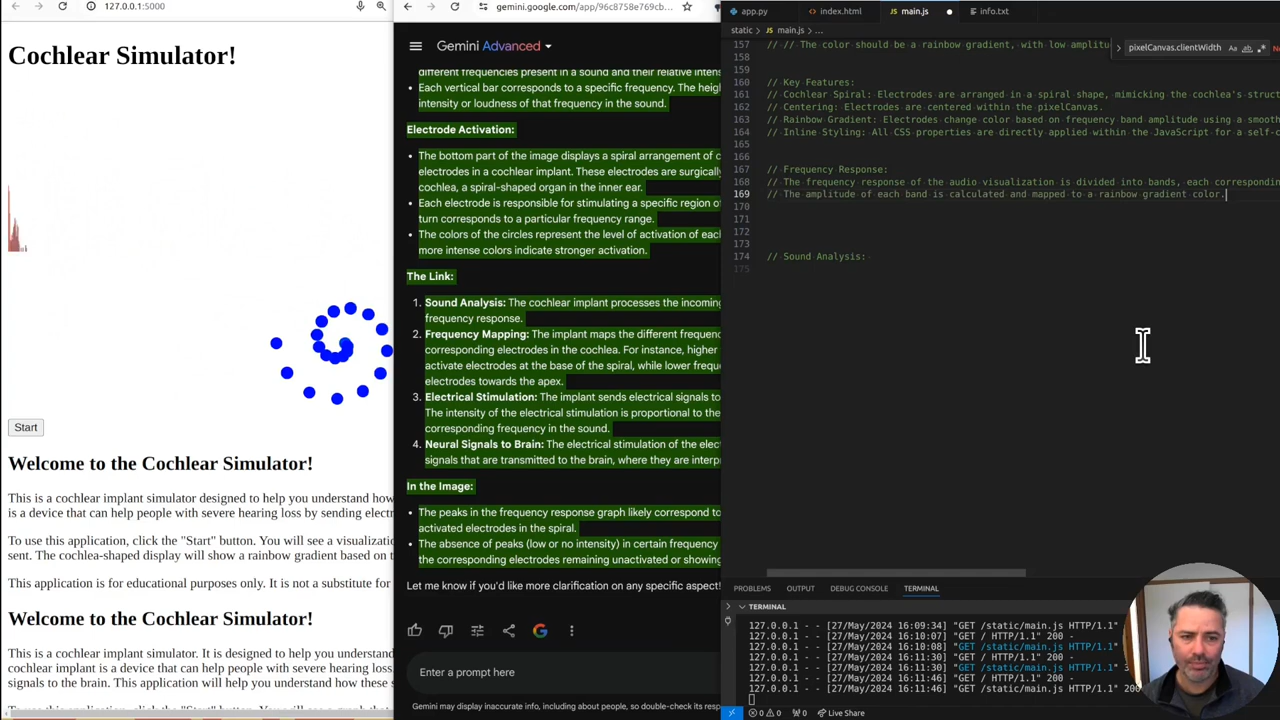 127.0.0.1:5000
Cochlear Simulator!
Start
Welcome to the Cochlear Simulator!
This is a cochlear implant simulator designed to help you understand how
is a device that can help people with severe hearing loss by sending electr
To use this application, click the "Start" button. You will see a visualizati
sent. The cochlea-shaped display will show a rainbow gradient based on t
This application is for educational purposes only. It is not a substitute for
Welcome to the Cochlear Simulator!
This is a cochlear implant simulator. It is designed to help you understand
cochlear implant is a device that can help people with severe hearing loss
signals to the brain. This application will help you understand how these s
gemini.google.com/app/96c8758e769cb...
Gemini Advanced
different frequencies present in a sound and their relative intens
Each vertical bar corresponds to a specific frequency. The heig
intensity or loudness of that frequency in the sound.
Electrode Activation:
The bottom part of the image displays a spiral arrangement of c
electrodes in a cochlear implant. These electrodes are surgicall
cochlea, a spiral-shaped organ in the inner ear.
Each electrode is responsible for stimulating a specific region of
turn corresponds to a particular frequency range.
The colors of the circles represent the level of activation of each
more intense colors indicate stronger activation.
The Link:
1. Sound Analysis: The cochlear implant processes the incoming
frequency response.
2. Frequency Mapping: The implant maps the different frequenc
corresponding electrodes in the cochlea. For instance, higher
activate electrodes at the base of the spiral, while lower frequ
electrodes towards the apex.
3. Electrical Stimulation: The implant sends electrical signals to
The intensity of the electrical stimulation is proportional to the
corresponding frequency in the sound.
4. Neural Signals to Brain: The electrical stimulation of the elec
signals that are transmitted to the brain, where they are interp
In the Image:
The peaks in the frequency response graph likely correspond to
activated electrodes in the spiral.
The absence of peaks (low or no intensity) in certain frequency
the corresponding electrodes remaining unactivated or showing
Let me know if you'd like more clarification on any specific aspect!
Enter a prompt here
Gemini may display inaccurate info, including about people, so double-check its res
app.py
index.html
main.js
info.txt
static > main.js > ...
pixelCanvas.clientWidth
157 // // The color should be a rainbow gradient, with low amplitu
158
159
160 // Key Features:
161 // Cochlear Spiral: Electrodes are arranged in a spiral shape, mimicking the cochlea's struct
162 // Centering: Electrodes are centered within the pixelCanvas.
163 // Rainbow Gradient: Electrodes change color based on frequency band amplitude using a smooth
164 // Inline Styling: All CSS properties are directly applied within the JavaScript for a self-c
165
166
167 // Frequency Response:
168 // The frequency response of the audio visualization is divided into bands, each correspondin
169 // The amplitude of each band is calculated and mapped to a rainbow gradient color.
170
171
172
173
174 // Sound Analysis:
175
PROBLEMS OUTPUT DEBUG CONSOLE TERMINAL
TERMINAL
127.0.0.1 - - [27/May/2024 16:09:34] "GET /static/main.js HTTP/1.1"
127.0.0.1 - - [27/May/2024 16:10:07] "GET / HTTP/1.1" 200 -
127.0.0.1 - - [27/May/2024 16:10:08] "GET /static/main.js HTTP/1.1"
127.0.0.1 - - [27/May/2024 16:11:30] "GET / HTTP/1.1" 200 -
127.0.0.1 - - [27/May/2024 16:11:30] "GET /static/main.js HTTP/1.1" 3
127.0.0.1 - - [27/May/2024 16:11:46] "GET / HTTP/1.1" 200 -
127.0.0.1 - - [27/May/2024 16:11:46] "GET /static/main.js HTTP/1.1" 200
0 0 0 Live Share